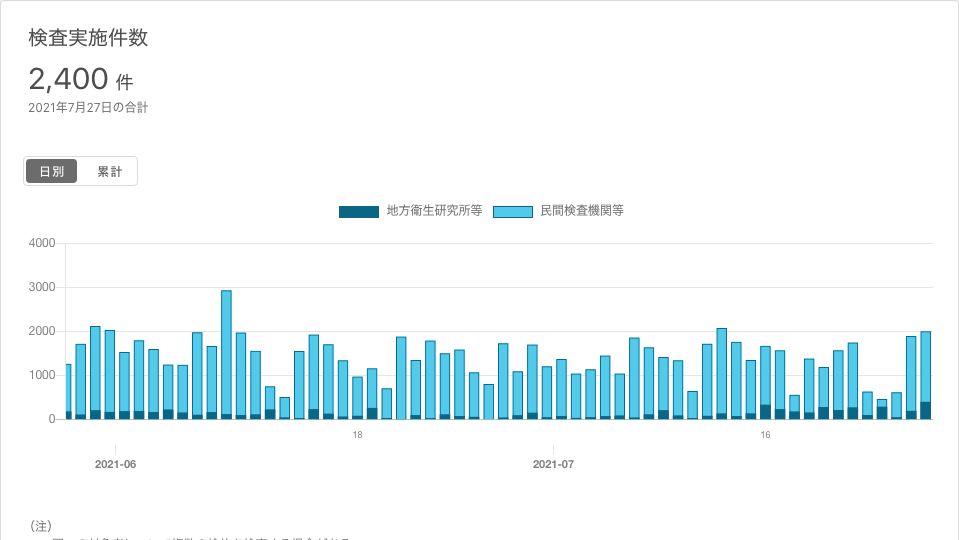 検査実施件数
2,400 件
2021年7月27日の合計
日別 累計
地方衛生研究所等 民間検査機関等
4000
3000
2000
1000
0
18 16
2021-06 2021-07
（注）